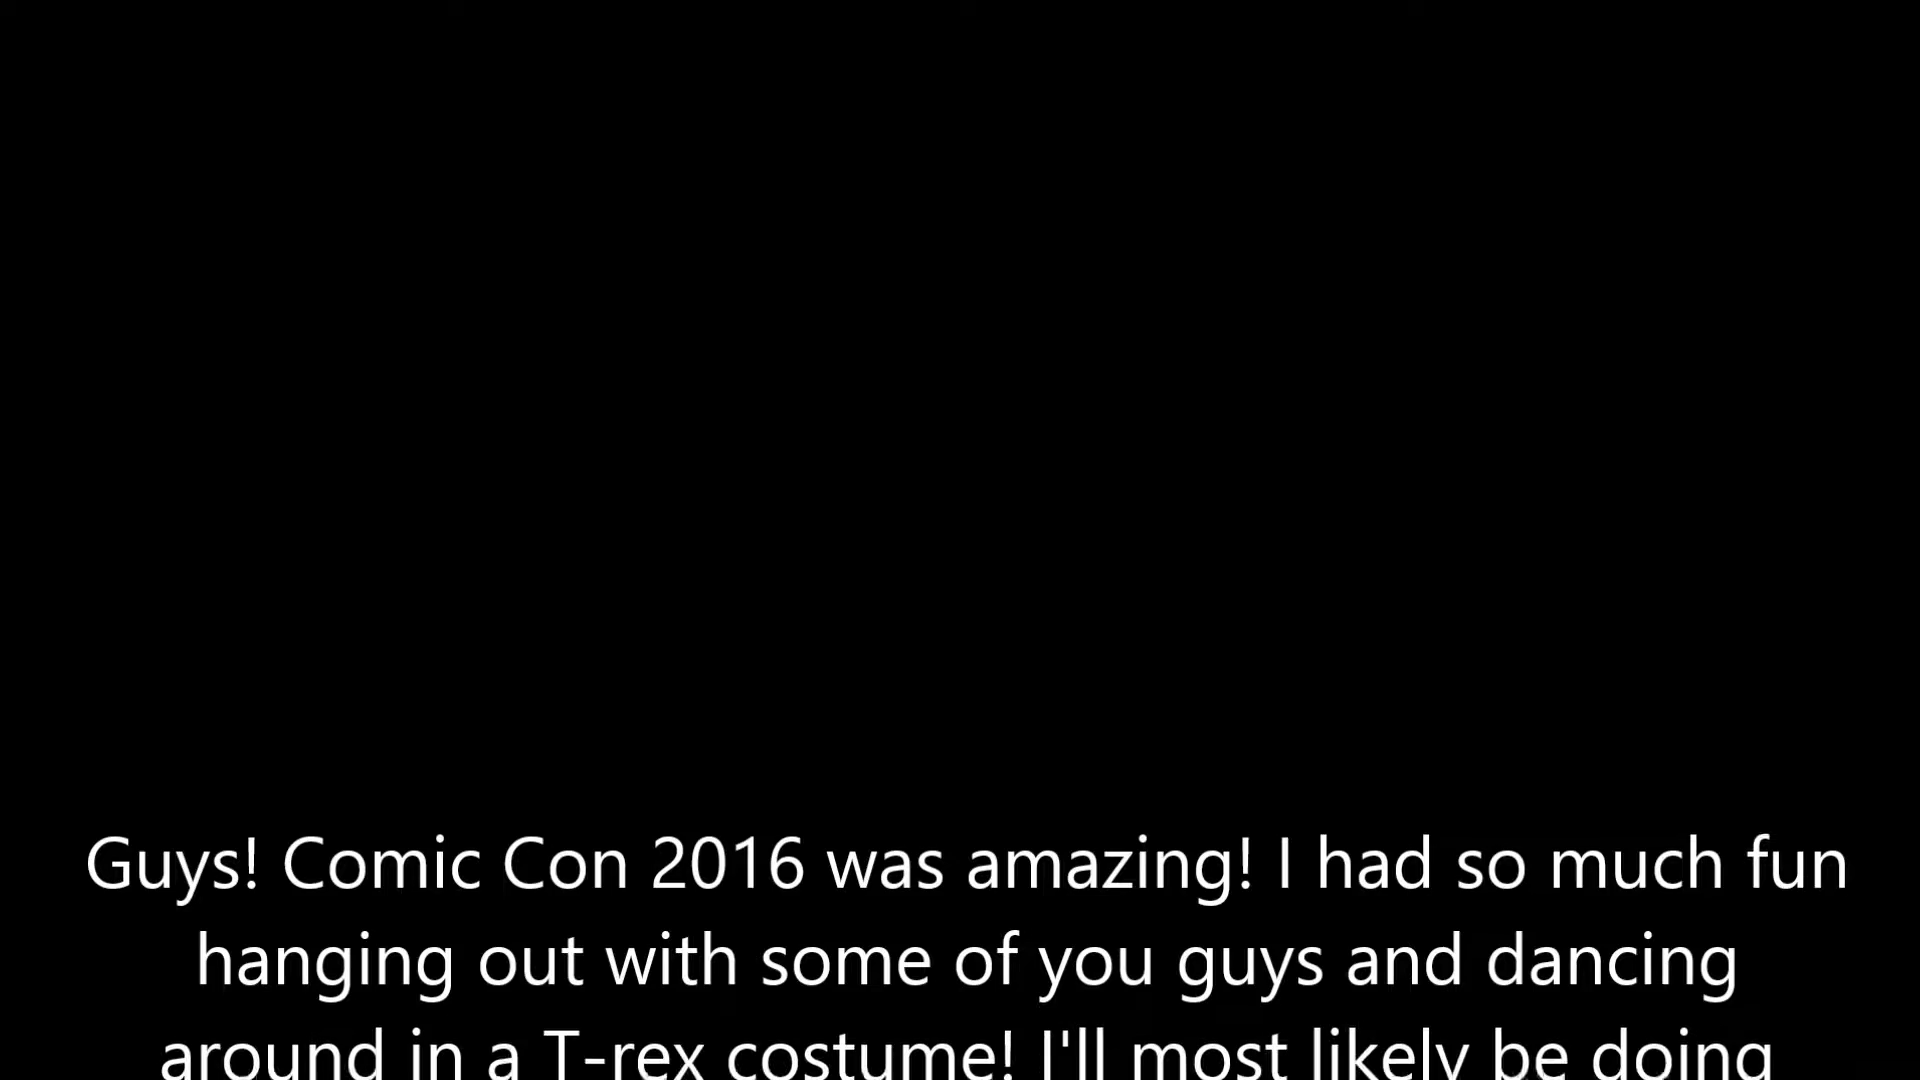 Guys! Comic Con 2016 was amazing! I had so much fun
hanging out with some of you guys and dancing
around in a T-rex costume! I'll most likely be doing